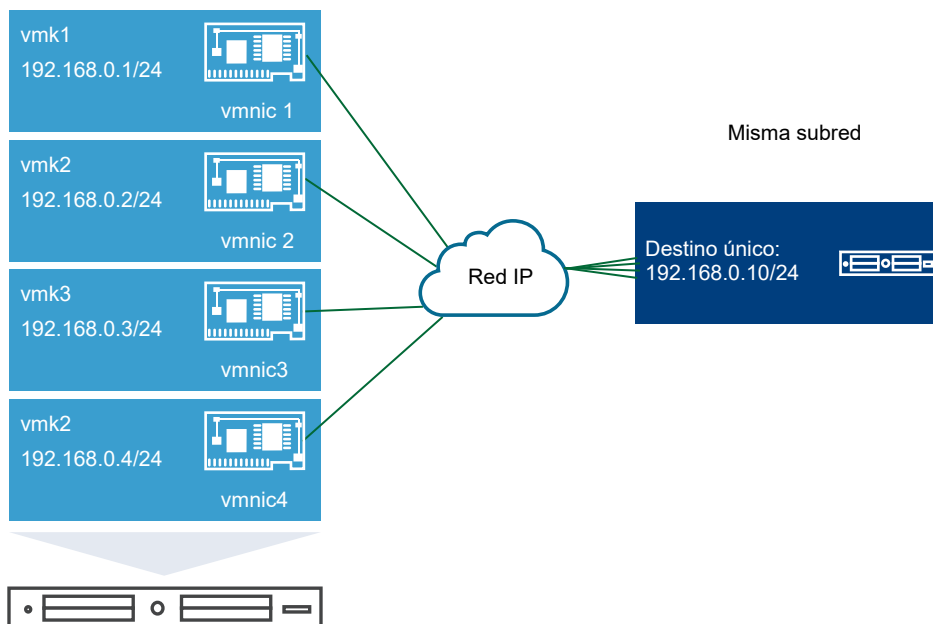 vmk1
192.168.0.1/24
vmnic 1
vmk2
192.168.0.2/24
vmnic 2
vmk3
192.168.0.3/24
vmnic3
vmk2
192.168.0.4/24
vmnic4
Red IP
Misma subred
Destino único:
192.168.0.10/24